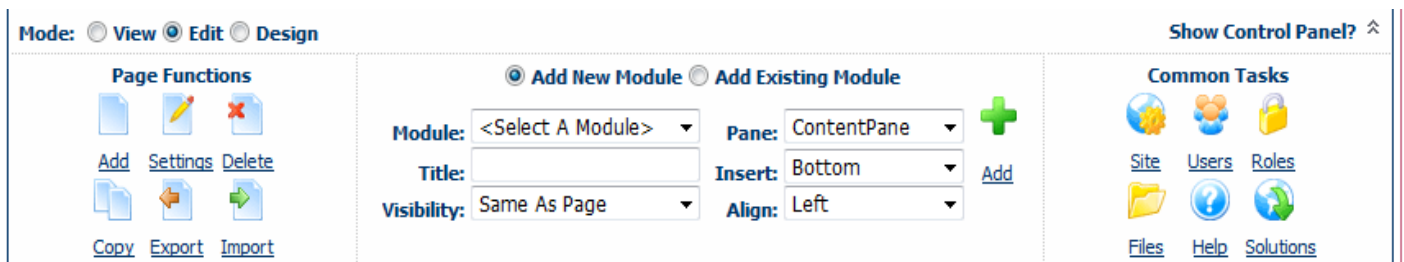 Mode: View Edit Design Show Control Panel?
Page Functions
Add Settings Delete
Copy Export Import
Add New Module Add Existing Module
Module: <Select A Module> Pane: ContentPane
Title: Insert: Bottom Add
Visibility: Same As Page Align: Left
Common Tasks
Site Users Roles
Files Help Solutions